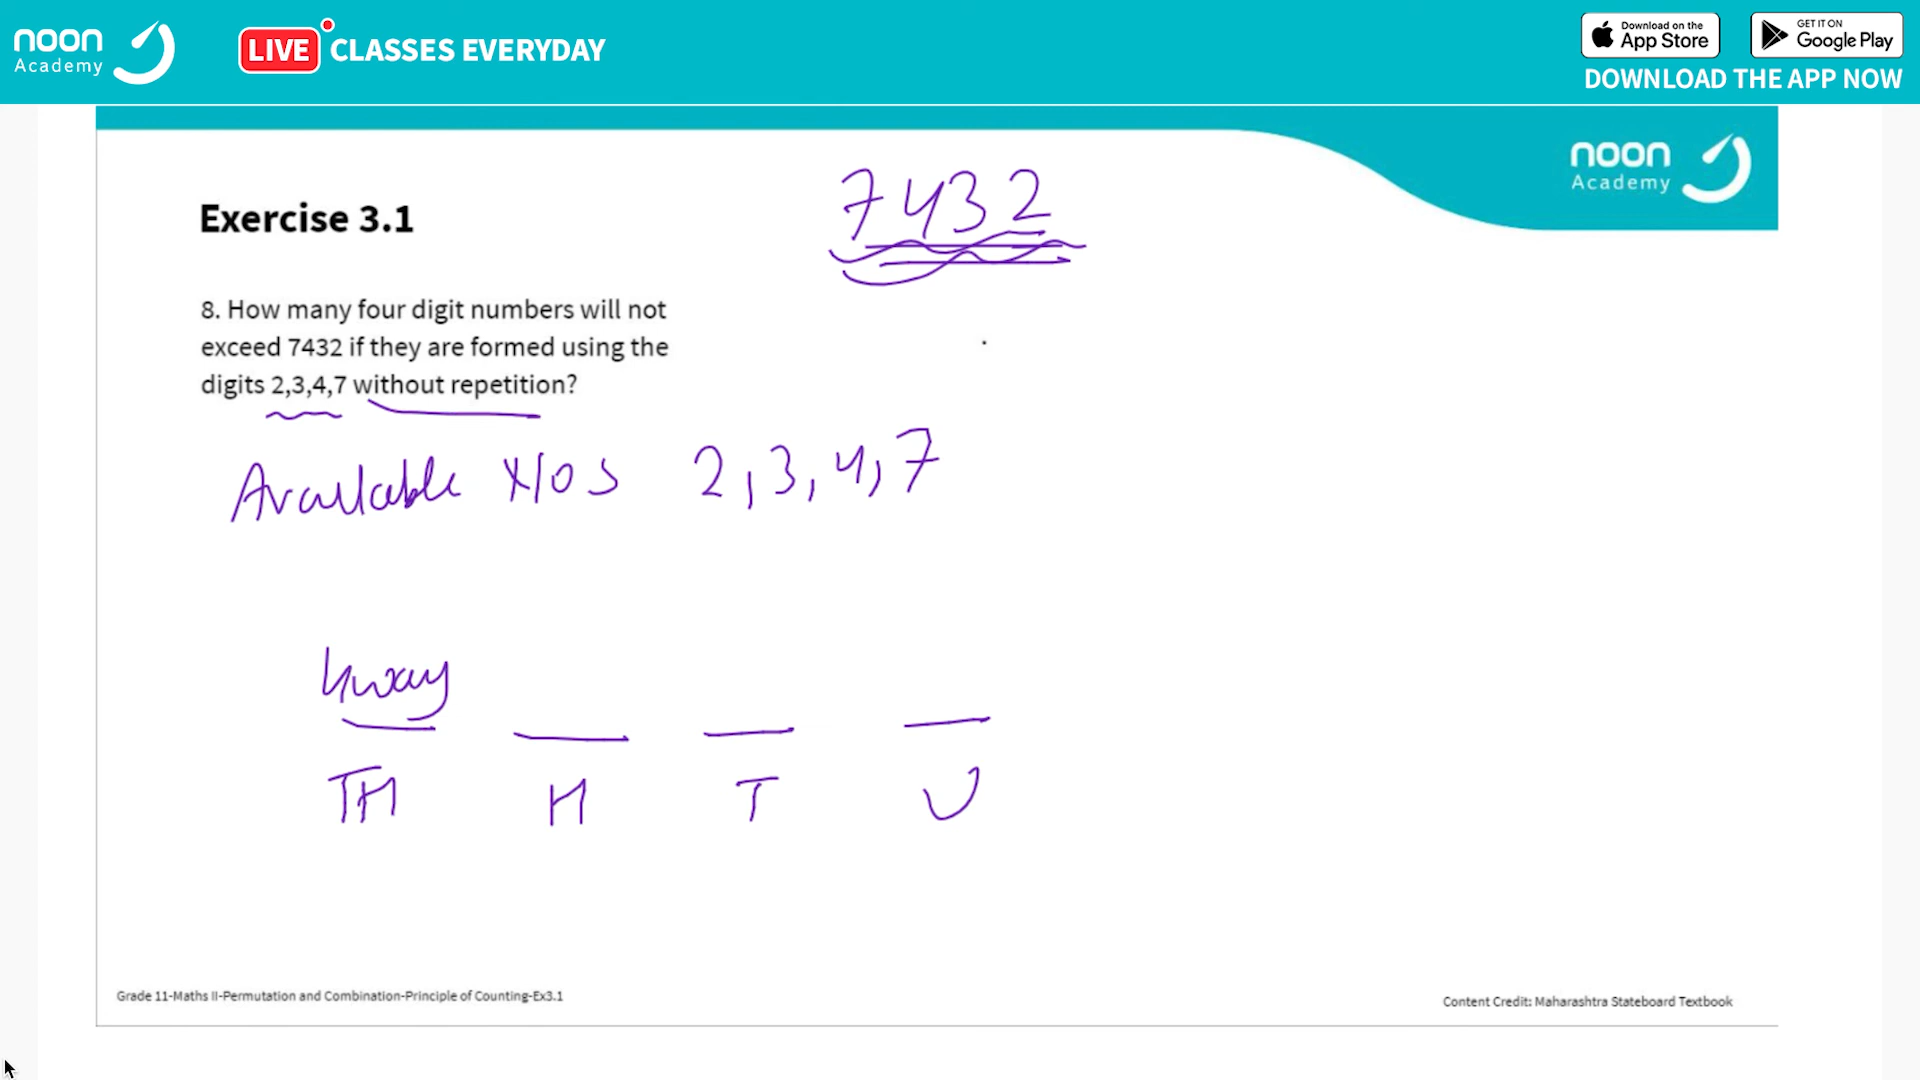 noon
Academy
LIVE CLASSES EVERYDAY
Download on the
App Store
GET IT ON
Google Play
DOWNLOAD THE APP NOW
noon
Academy
7432
Exercise 3.1
8. How many four digit numbers will not
exceed 7432 if they are formed using the
digits 2,3,4,7 without repetition?
Available NOS 2,3,4,7
4way
TH H T U
Grade 11-Maths II-Permutation and Combination-Principle of Counting-Ex3.1
Content Credit: Maharashtra Stateboard Textbook